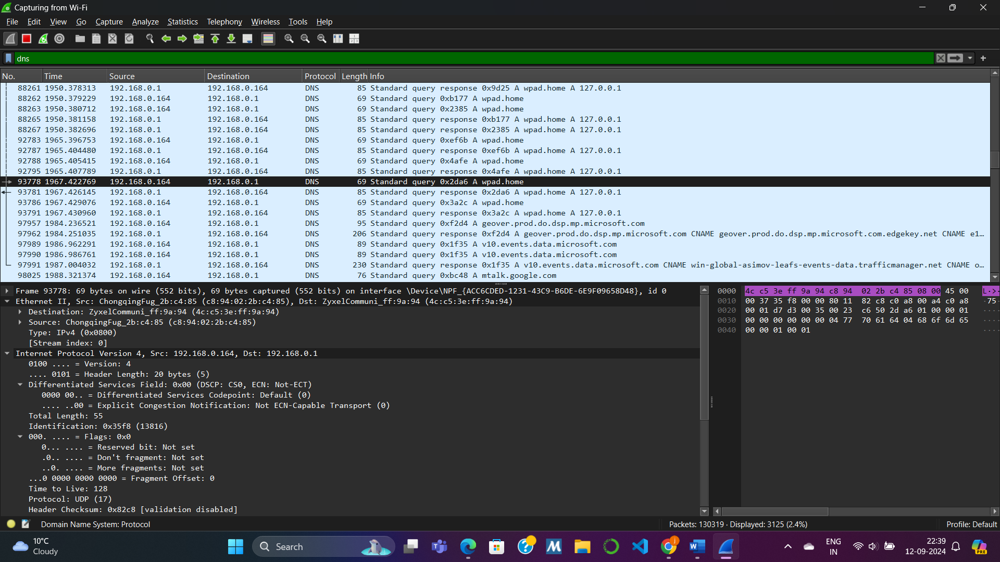 Capturing from Wi-Fi
File Edit View Go Capture Analyze Statistics Telephony Wireless Tools Help
dns
No. Time Source Destination Protocol Length Info
88261 1950.378313 192.168.0.1 192.168.0.164 DNS 85 Standard query response 0x9d25 A wpad.home A 127.0.0.1
88262 1950.379229 192.168.0.164 192.168.0.1 DNS 69 Standard query 0xb177 A wpad.home
88263 1950.380712 192.168.0.164 192.168.0.1 DNS 69 Standard query 0x2385 A wpad.home
88265 1950.381158 192.168.0.1 192.168.0.164 DNS 85 Standard query response 0xb177 A wpad.home A 127.0.0.1
88267 1950.382696 192.168.0.1 192.168.0.164 DNS 85 Standard query response 0x2385 A wpad.home A 127.0.0.1
92783 1965.396753 192.168.0.164 192.168.0.1 DNS 69 Standard query 0xef6b A wpad.home
92787 1965.404480 192.168.0.1 192.168.0.164 DNS 85 Standard query response 0xef6b A wpad.home A 127.0.0.1
92788 1965.405415 192.168.0.164 192.168.0.1 DNS 69 Standard query 0x4afe A wpad.home
92795 1965.407789 192.168.0.1 192.168.0.164 DNS 85 Standard query response 0x4afe A wpad.home A 127.0.0.1
93778 1967.422769 192.168.0.164 192.168.0.1 DNS 69 Standard query 0x2da6 A wpad.home
93781 1967.426145 192.168.0.1 192.168.0.164 DNS 85 Standard query response 0x2da6 A wpad.home A 127.0.0.1
93786 1967.429076 192.168.0.164 192.168.0.1 DNS 69 Standard query 0x3a2c A wpad.home
93791 1967.430960 192.168.0.1 192.168.0.164 DNS 85 Standard query response 0x3a2c A wpad.home A 127.0.0.1
97957 1984.236521 192.168.0.164 192.168.0.1 DNS 95 Standard query 0xf2d4 A geover.prod.do.dsp.mp.microsoft.com
97962 1984.251035 192.168.0.1 192.168.0.164 DNS 206 Standard query response 0xf2d4 A geover.prod.do.dsp.mp.microsoft.com CNAME geover.prod.do.dsp.mp.microsoft.com.edgekey.net CNAME e1…
97989 1986.962291 192.168.0.164 192.168.0.1 DNS 89 Standard query 0x1f35 A v10.events.data.microsoft.com
97990 1986.986761 192.168.0.164 192.168.0.1 DNS 89 Standard query 0x1f35 A v10.events.data.microsoft.com
97991 1987.004032 192.168.0.1 192.168.0.164 DNS 230 Standard query response 0x1f35 A v10.events.data.microsoft.com CNAME win-global-asimov-leafs-events-data.trafficmanager.net CNAME o…
98025 1988.321374 192.168.0.164 192.168.0.1 DNS 76 Standard query 0xbc48 A mtalk.google.com
Frame 93778: 69 bytes on wire (552 bits), 69 bytes captured (552 bits) on interface \Device\NPF_{ACC6CDED-1231-43C9-B6DE-6E9F09658D48}, id 0
Ethernet II, Src: ChongqingFug_2b:c4:85 (c8:94:02:2b:c4:85), Dst: ZyxelCommuni_ff:9a:94 (4c:c5:3e:ff:9a:94)
Destination: ZyxelCommuni_ff:9a:94 (4c:c5:3e:ff:9a:94)
Source: ChongqingFug_2b:c4:85 (c8:94:02:2b:c4:85)
Type: IPv4 (0x0800)
[Stream index: 0]
Internet Protocol Version 4, Src: 192.168.0.164, Dst: 192.168.0.1
0100 .... = Version: 4
.... 0101 = Header Length: 20 bytes (5)
Differentiated Services Field: 0x00 (DSCP: CS0, ECN: Not-ECT)
0000 00.. = Differentiated Services Codepoint: Default (0)
.... ..00 = Explicit Congestion Notification: Not ECN-Capable Transport (0)
Total Length: 55
Identification: 0x35f8 (13816)
000. .... = Flags: 0x0
0... .... = Reserved bit: Not set
.0.. .... = Don't fragment: Not set
..0. .... = More fragments: Not set
...0 0000 0000 0000 = Fragment Offset: 0
Time to Live: 128
Protocol: UDP (17)
Header Checksum: 0x82c8 [validation disabled]
0000 4c c5 3e ff 9a 94 c8 94 02 2b c4 85 08 00 45 00 L·>·
0010 00 37 35 f8 00 00 80 11 82 c8 c0 a8 00 a4 c0 a8 ·75·
0020 00 01 d7 d3 00 35 00 23 c6 50 2d a6 01 00 00 01 ····
0030 00 00 00 00 00 00 04 77 70 61 64 04 68 6f 6d 65 ····
0040 00 00 01 00 01 ····
Domain Name System: Protocol
Packets: 130319 · Displayed: 3125 (2.4%)
Profile: Default
10°C
Cloudy
Search
ENG
IN
22:39
12-09-2024
PRE